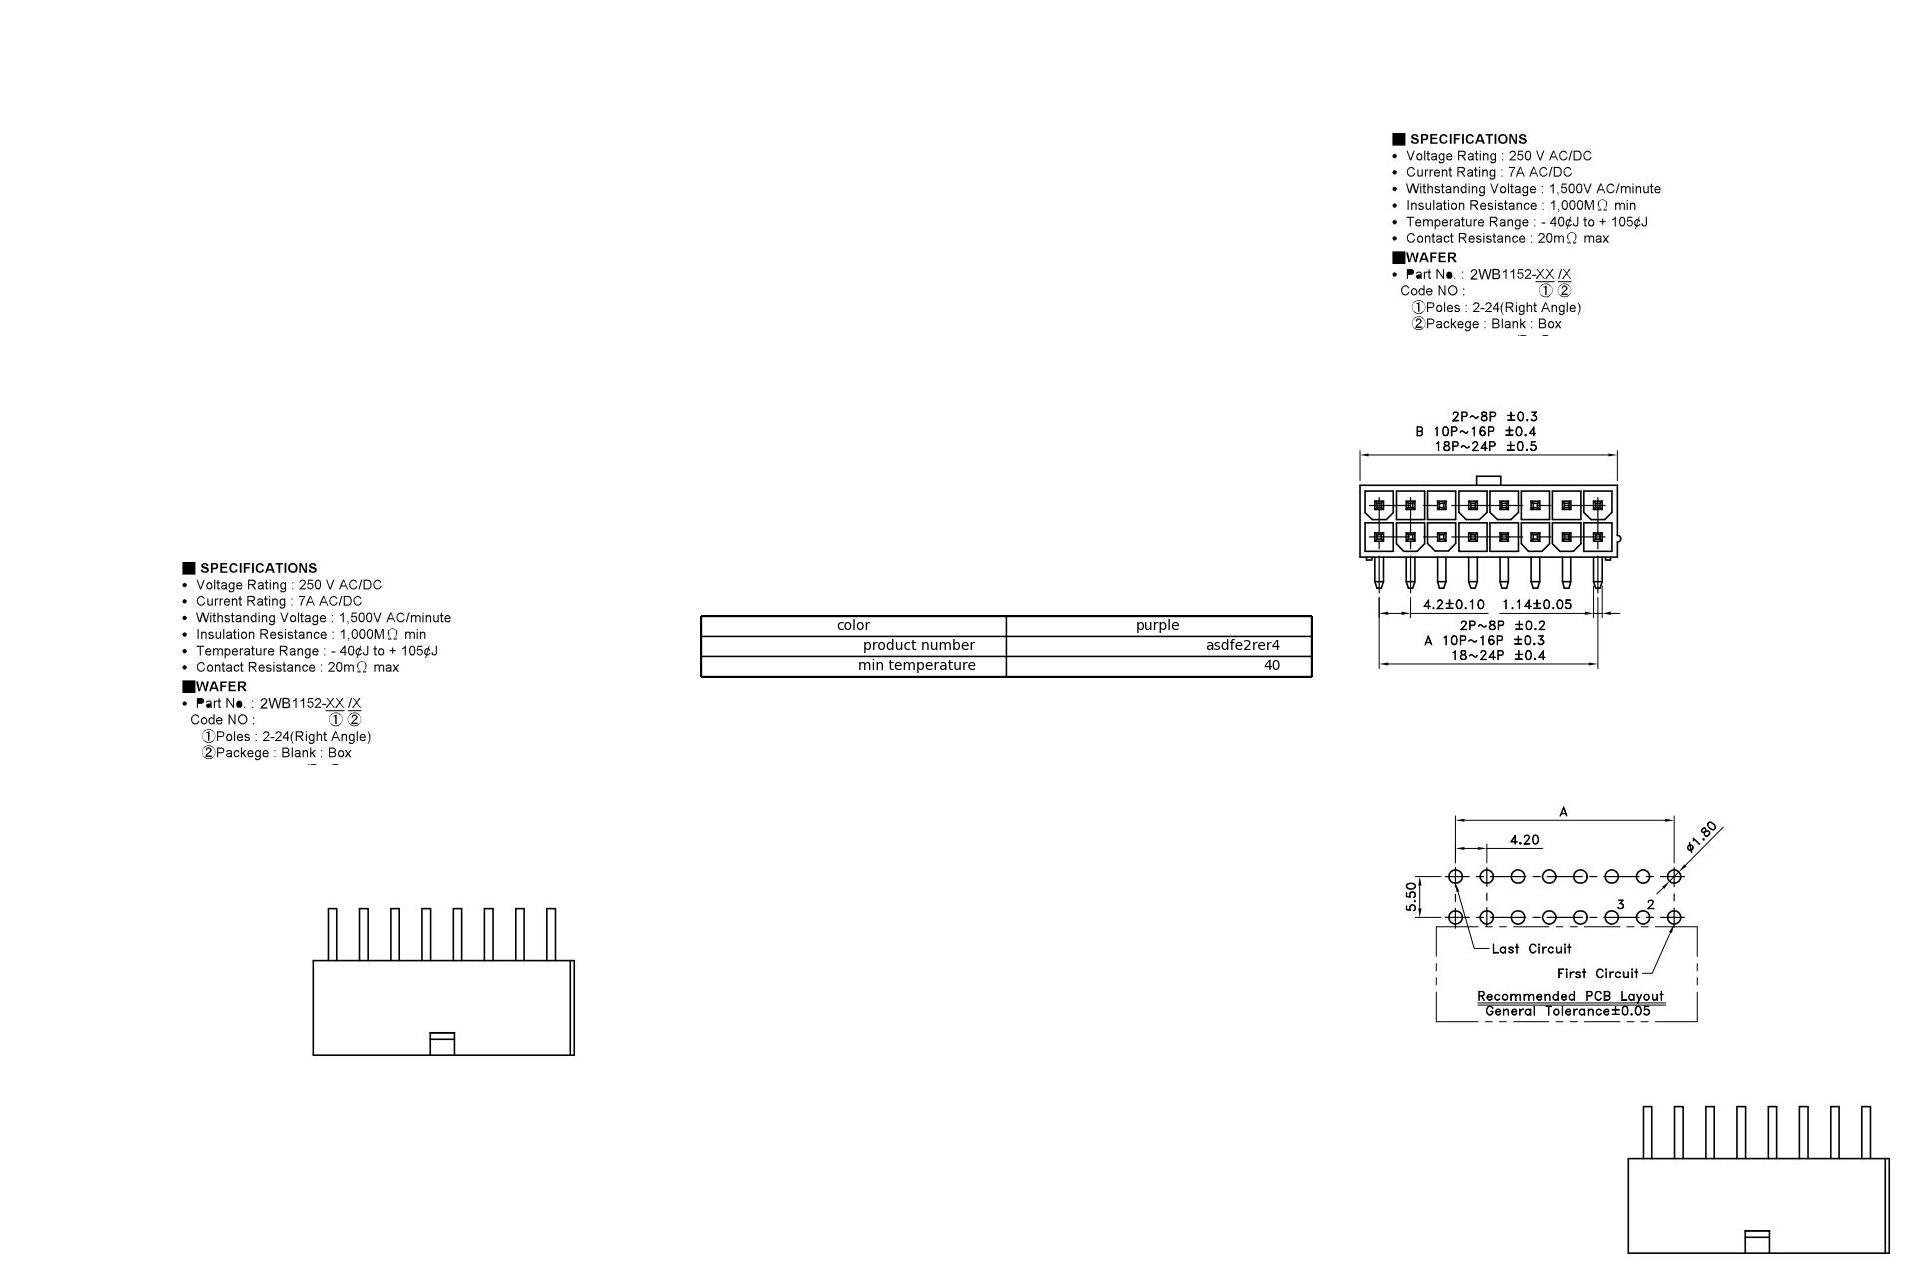 ■ SPECIFICATIONS
• Voltage Rating : 250 V AC/DC
• Current Rating : 7A AC/DC
• Withstanding Voltage : 1,500V AC/minute
• Insulation Resistance : 1,000MΩ min
• Temperature Range : - 40¢J to + 105¢J
• Contact Resistance : 20mΩ max
■WAFER
• Part No. : 2WB1152-XX /X
Code NO : ① ②
①Poles : 2-24(Right Angle)
②Packege : Blank : Box
2P~8P ±0.3
B 10P~16P ±0.4
18P~24P ±0.5
4.2±0.10 1.14±0.05
2P~8P ±0.2
A 10P~16P ±0.3
18~24P ±0.4
■ SPECIFICATIONS
• Voltage Rating : 250 V AC/DC
• Current Rating : 7A AC/DC
• Withstanding Voltage : 1,500V AC/minute
• Insulation Resistance : 1,000MΩ min
• Temperature Range : - 40¢J to + 105¢J
• Contact Resistance : 20mΩ max
■WAFER
• Part No. : 2WB1152-XX /X
Code NO : ① ②
①Poles : 2-24(Right Angle)
②Packege : Blank : Box
color purple
product number asdfe2rer4
min temperature 40
A
4.20
ø1.80
5.50
3 2
Last Circuit
First Circuit
Recommended PCB Layout
General Tolerance±0.05